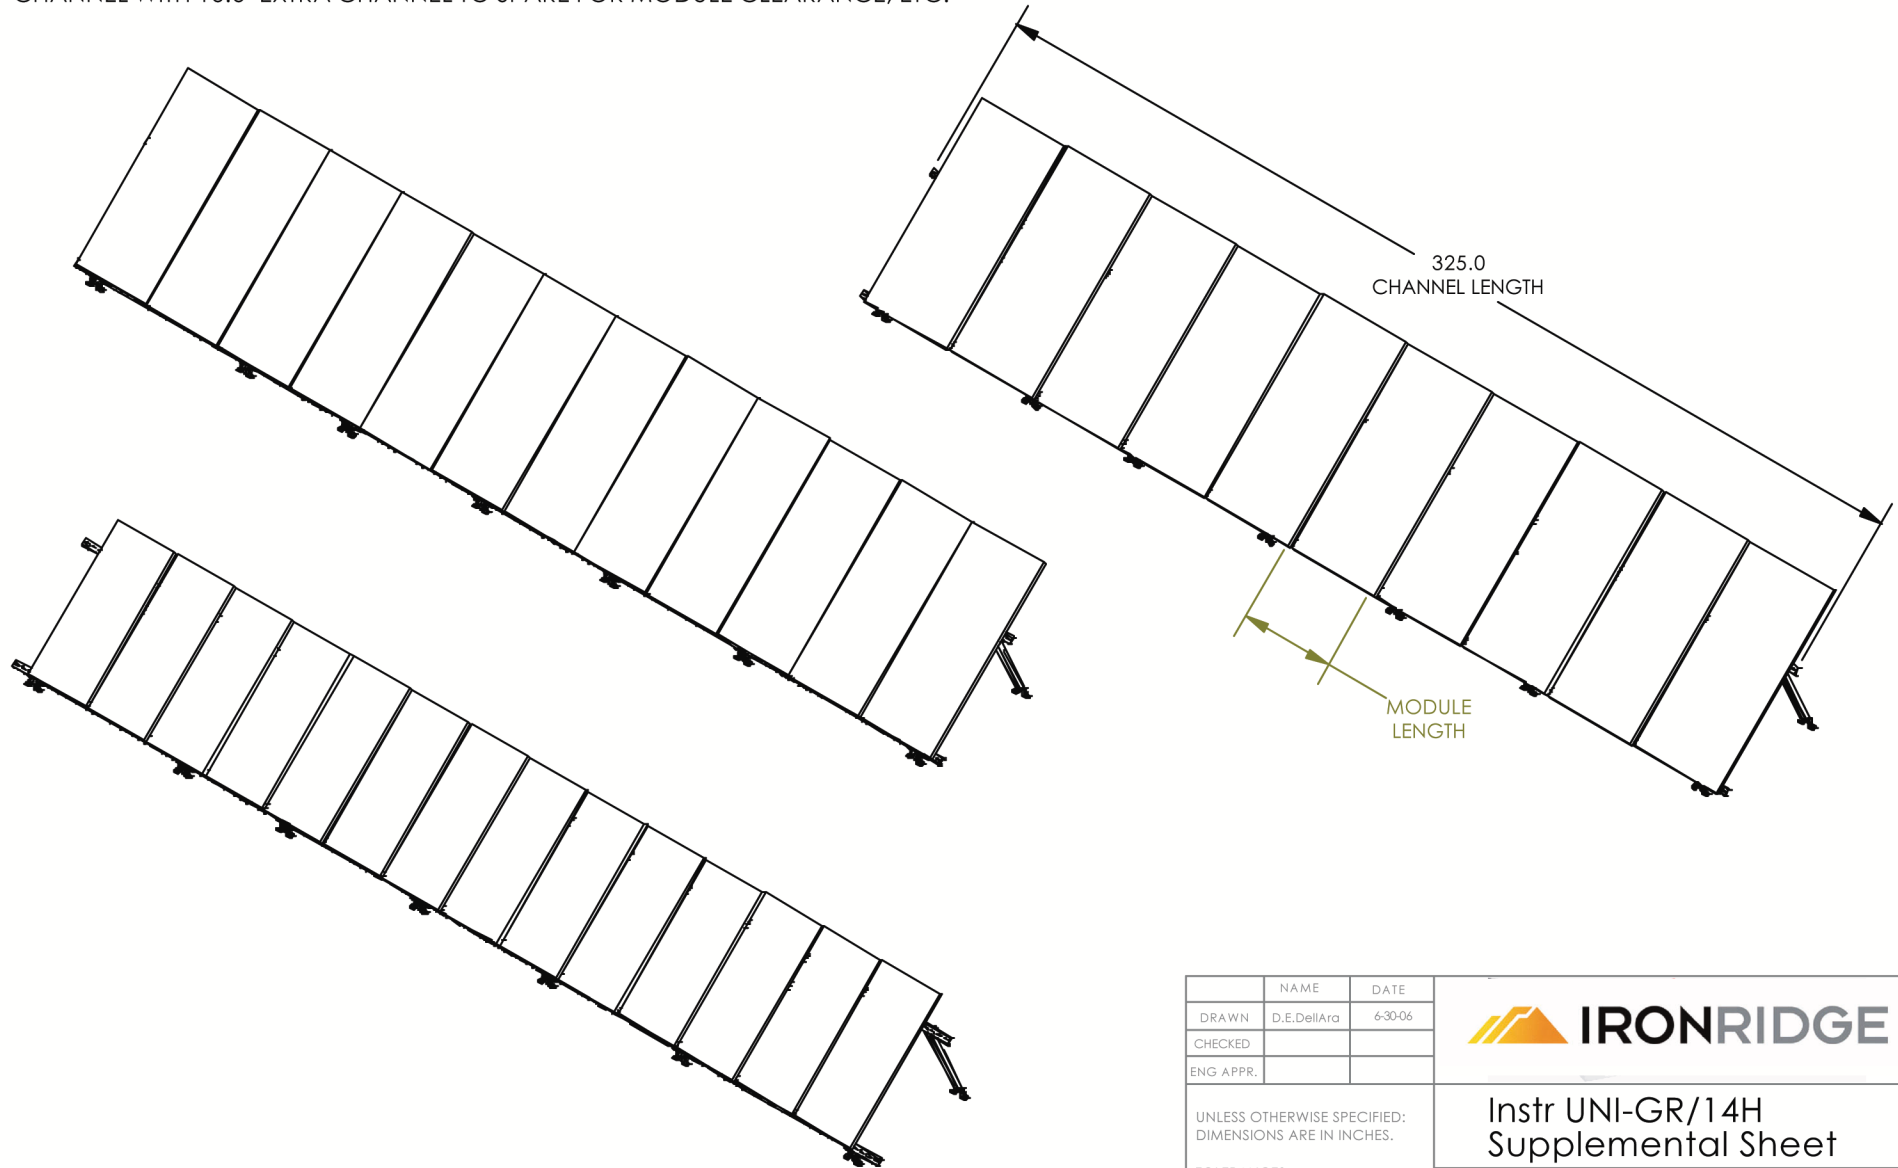 325.0
CHANNEL LENGTH
MODULE
LENGTH
NAME DATE
DRAWN D.E.DellAra 6-30-06
CHECKED
ENG APPR.
IRONRIDGE
UNLESS OTHERWISE SPECIFIED:
DIMENSIONS ARE IN INCHES.
Instr UNI-GR/14H
Supplemental Sheet